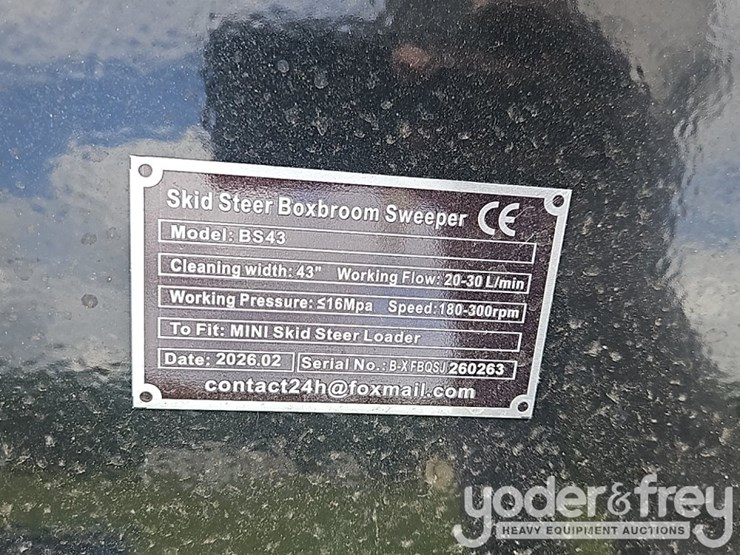 Skid Steer Boxbroom Sweeper CE
Model: BS43
Cleaning width: 43" Working Flow: 20-30 L/min
Working Pressure: ≤16Mpa Speed:180-300rpm
To Fit: MINI Skid Steer Loader
Date: 2026.02 Serial No.: B-XFBQSJ260263
contact24h@foxmail.com
yoder&frey
HEAVY EQUIPMENT AUCTIONS